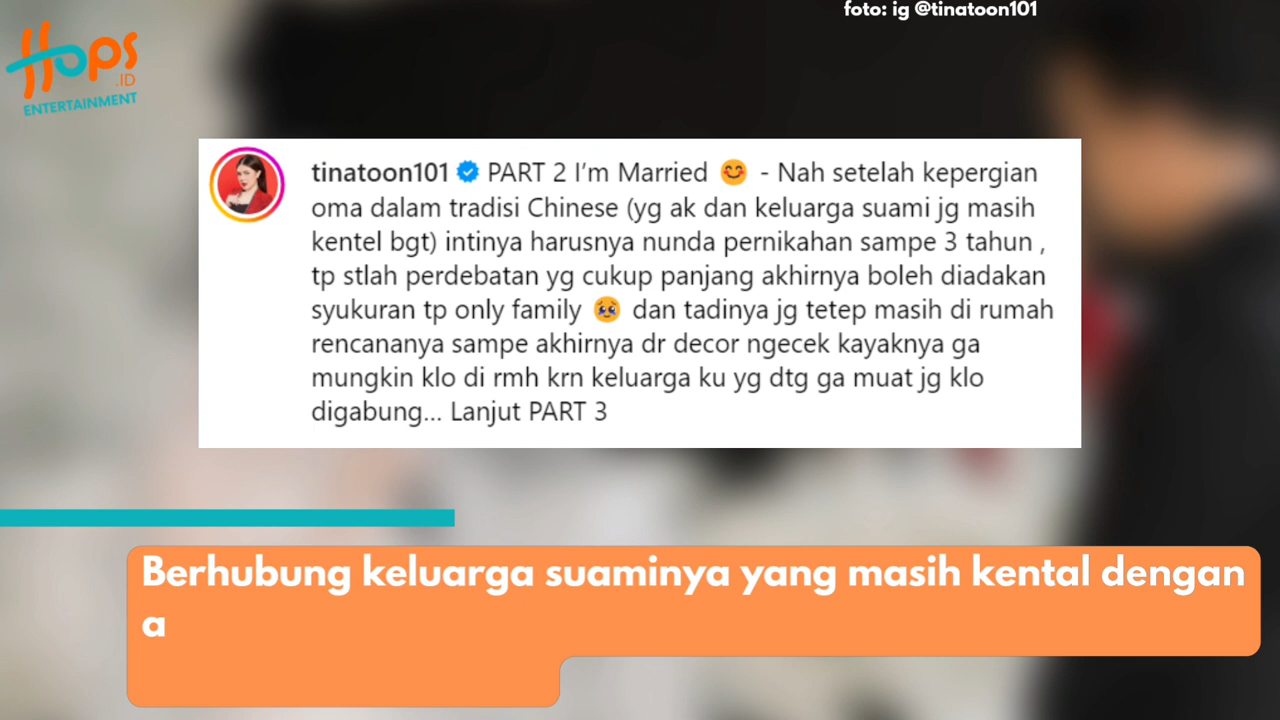 foto: ig @tinatoon101
Hops
.ID
ENTERTAINMENT
tinatoon101 PART 2 I’m Married 😊 - Nah setelah kepergian
oma dalam tradisi Chinese (yg ak dan keluarga suami jg masih
kentel bgt) intinya harusnya nunda pernikahan sampe 3 tahun ,
tp stlah perdebatan yg cukup panjang akhirnya boleh diadakan
syukuran tp only family 🥹 dan tadinya jg tetep masih di rumah
rencananya sampe akhirnya dr decor ngecek kayaknya ga
mungkin klo di rmh krn keluarga ku yg dtg ga muat jg klo
digabung... Lanjut PART 3
Berhubung keluarga suaminya yang masih kental dengan
a